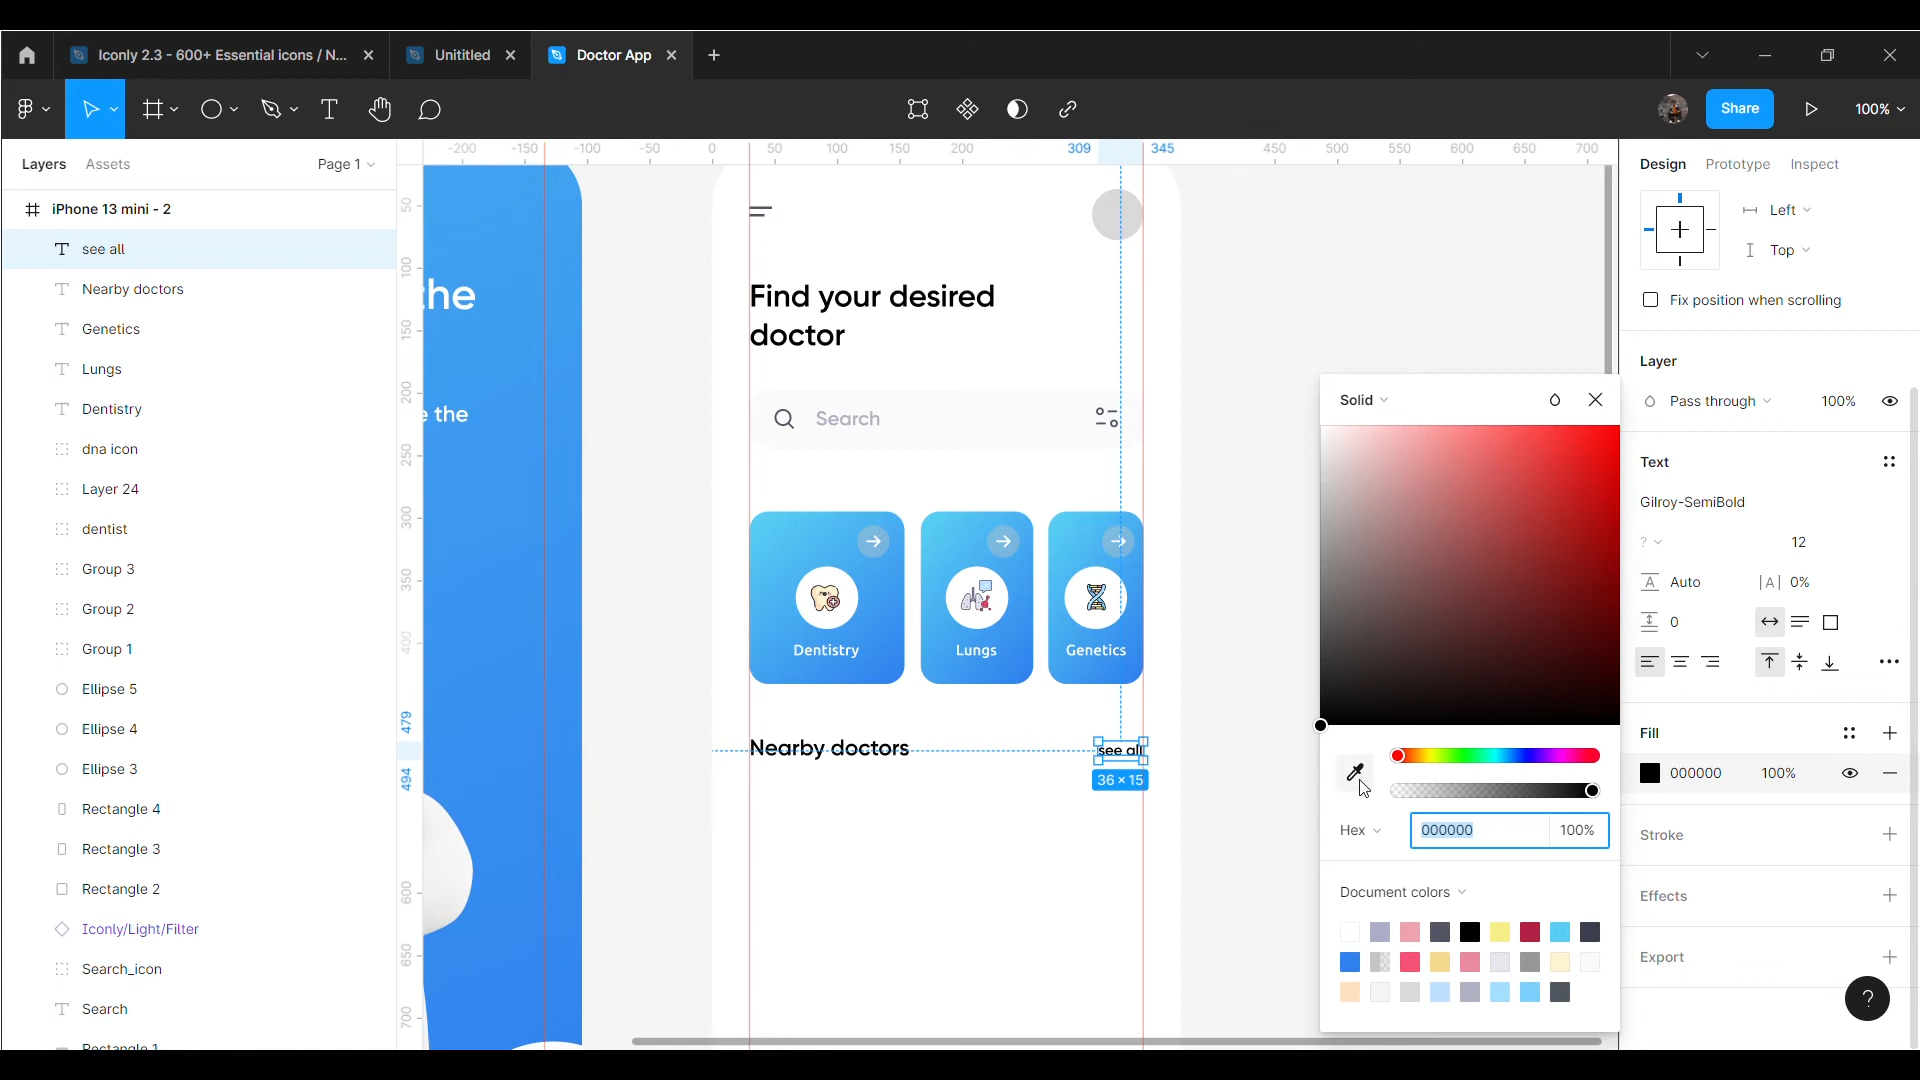 Iconly 2.3 - 600+ Essential icons / N...
Unititled
Doctor App
Share
100%
Layers
Assets
Page 1
-200 -150 -100 -50 0 50 100 150 200 309 345 450 500 550 600 650 700
Design
Prototype
Inspect
iPhone 13 mini - 2
see all
Nearby doctors
Genetics
Lungs
Dentistry
dna icon
Layer 24
dentist
Group 3
Group 2
Group 1
Ellipse 5
Ellipse 4
Ellipse 3
Rectangle 4
Rectangle 3
Rectangle 2
Iconly/Light/Filter
Search_icon
Search
Rectangle 1
50
100
150
200
250
300
350
400
479
494
600
650
700
the
e the
Find your desired
doctor
Search
Dentistry
Lungs
Genetics
Nearby doctors
see all
36 × 15
Solid
Hex
000000
100%
Document colors
Left
Top
Fix position when scrolling
Layer
Pass through
100%
Text
Gilroy-SemiBold
?
12
A Auto
|A| 0%
0
Fill
000000
100%
Stroke
Effects
Export
?